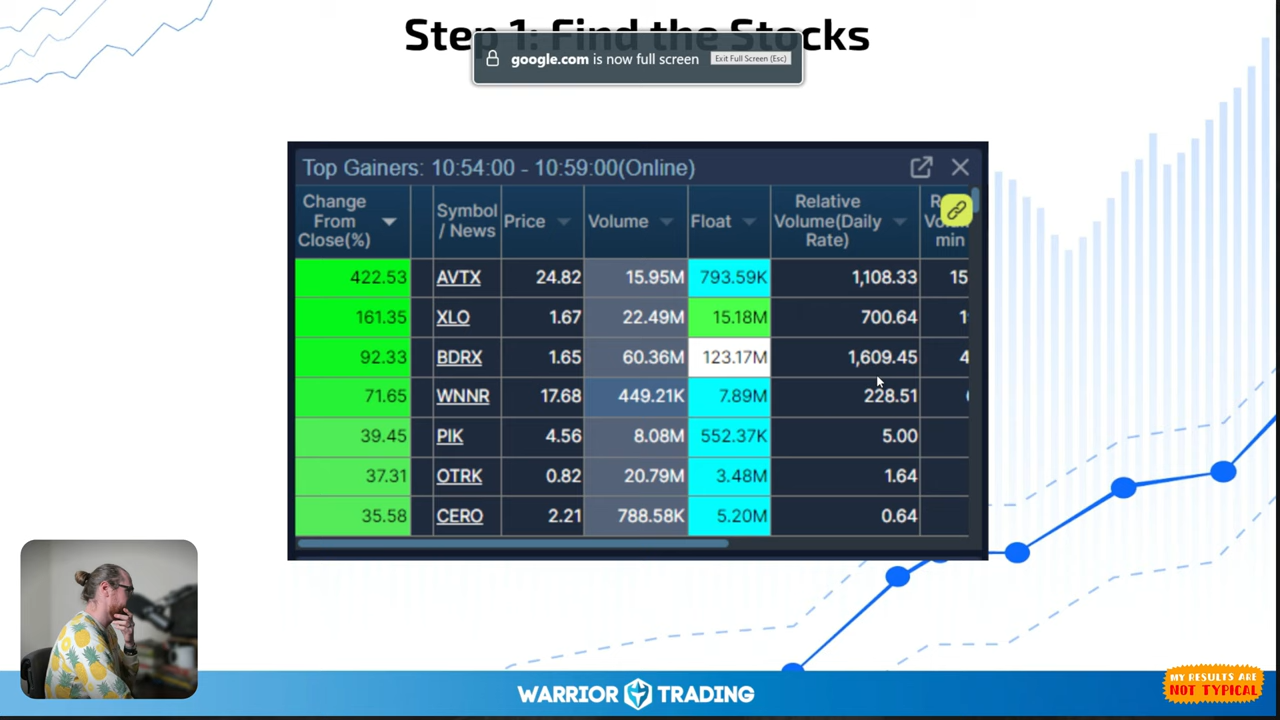 Step 1: Find the Stocks
google.com is now full screen Exit Full Screen (Esc)
Top Gainers: 10:54:00 - 10:59:00(Online)
Change From Close(%) Symbol / News Price Volume Float Relative Volume(Daily Rate) min
422.53 AVTX 24.82 15.95M 793.59K 1,108.33 15
161.35 XLO 1.67 22.49M 15.18M 700.64
92.33 BDRX 1.65 60.36M 123.17M 1,609.45 4
71.65 WNNR 17.68 449.21K 7.89M 228.51
39.45 PIK 4.56 8.08M 552.37K 5.00
37.31 OTRK 0.82 20.79M 3.48M 1.64
35.58 CERO 2.21 788.58K 5.20M 0.64
WARRIOR TRADING
MY RESULTS ARE
NOT TYPICAL